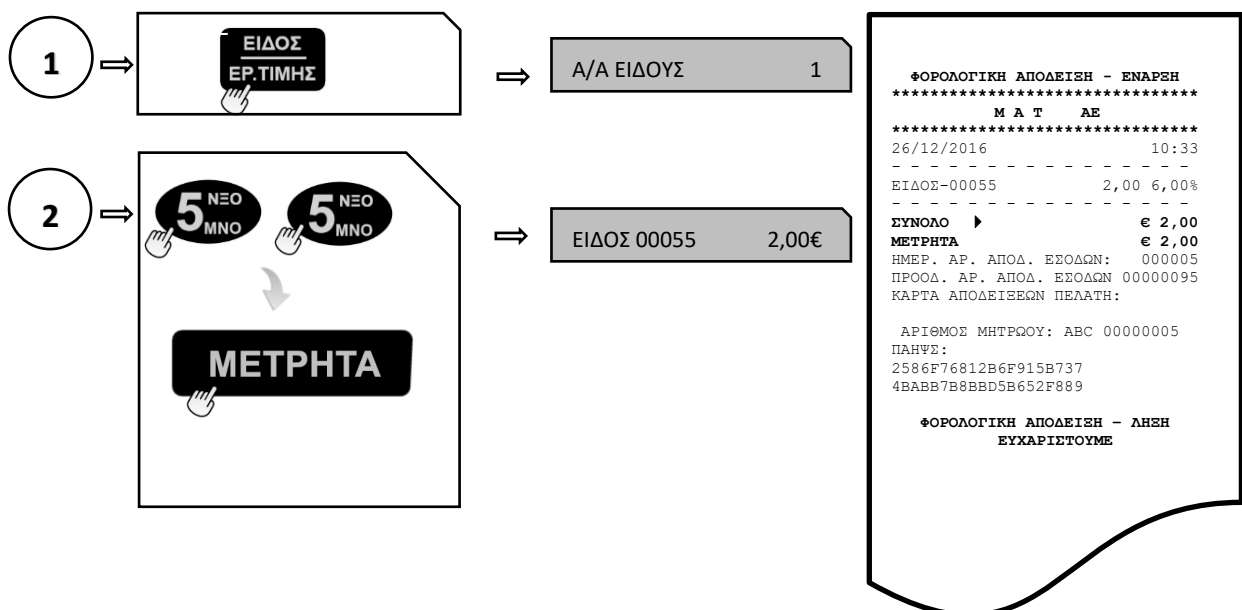 1
ΕΙΔΟΣ
ΕΡ.ΤΙΜΗΣ
Α/Α ΕΙΔΟΥΣ 1
2
5 ΝΞΟ MNO 5 ΝΞΟ MNO
ΜΕΤΡΗΤΑ
ΕΙΔΟΣ 00055 2,00€
ΦΟΡΟΛΟΓΙΚΗ ΑΠΟΔΕΙΞΗ - ΕΝΑΡΞΗ
********************************
Μ Α Τ ΑΕ
********************************
26/12/2016 10:33
- - - - - - - - - - - - - - - -
ΕΙΔΟΣ-00055 2,00 6,00%
- - - - - - - - - - - - - - - -
ΣΥΝΟΛΟ € 2,00
ΜΕΤΡΗΤΑ € 2,00
ΗΜΕΡ. ΑΡ. ΑΠΟΔ. ΕΣΟΔΩΝ: 000005
ΠΡΟΟΔ. ΑΡ. ΑΠΟΔ. ΕΣΟΔΩΝ 00000095
ΚΑΡΤΑ ΑΠΟΔΕΙΞΕΩΝ ΠΕΛΑΤΗ:
ΑΡΙΘΜΟΣ ΜΗΤΡΩΟΥ: ABC 00000005
ΠΑΗΨΣ:
2586F76812B6F915B737
4BABB7B8BBD5B652F889
ΦΟΡΟΛΟΓΙΚΗ ΑΠΟΔΕΙΞΗ – ΛΗΞΗ
ΕΥΧΑΡΙΣΤΟΥΜΕ